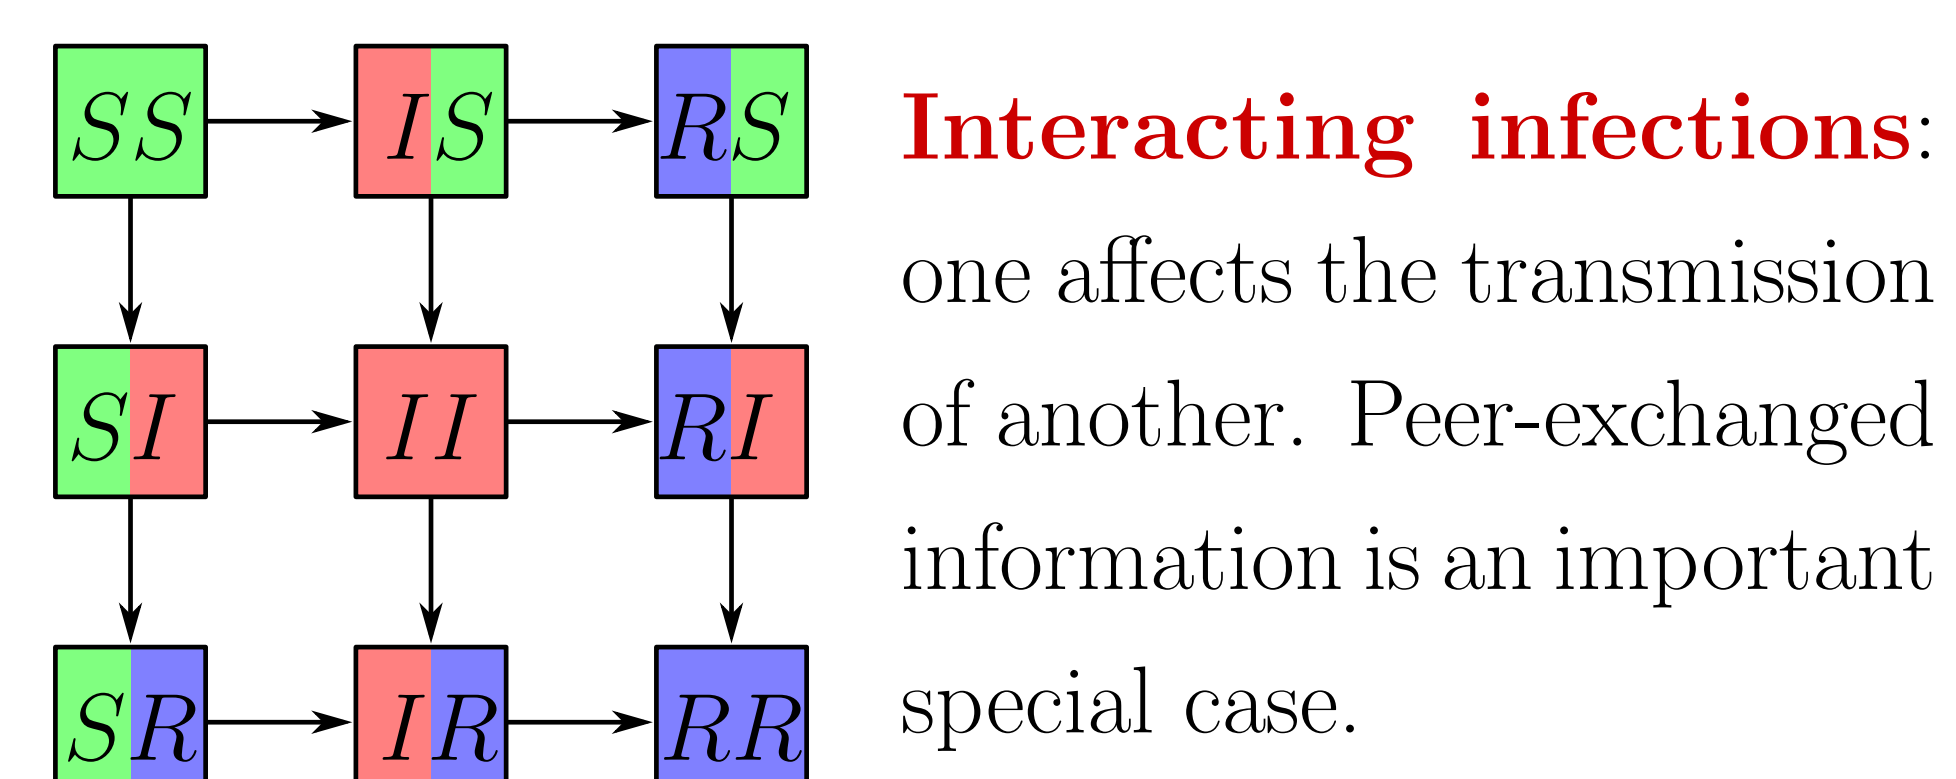 SS IS RS
Interacting infections:
one affects the transmission
SI II RI
of another. Peer-exchanged
information is an important
SR IR RR
special case.